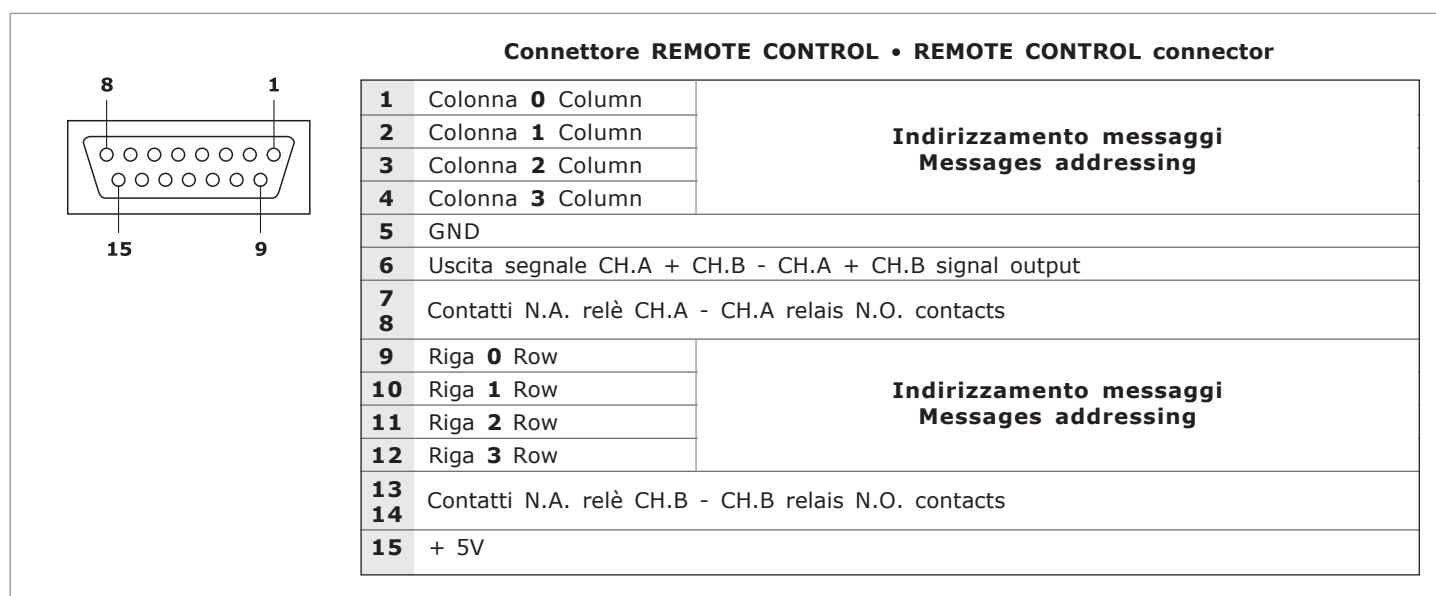 Connettore REMOTE CONTROL • REMOTE CONTROL connector
8 1
15 9
1 Colonna 0 Column
2 Colonna 1 Column
3 Colonna 2 Column
4 Colonna 3 Column
Indirizzamento messaggi
Messages addressing
5 GND
6 Uscita segnale CH.A + CH.B - CH.A + CH.B signal output
7
8
Contatti N.A. relè CH.A - CH.A relais N.O. contacts
9 Riga 0 Row
10 Riga 1 Row
11 Riga 2 Row
12 Riga 3 Row
Indirizzamento messaggi
Messages addressing
13
14
Contatti N.A. relè CH.B - CH.B relais N.O. contacts
15 + 5V